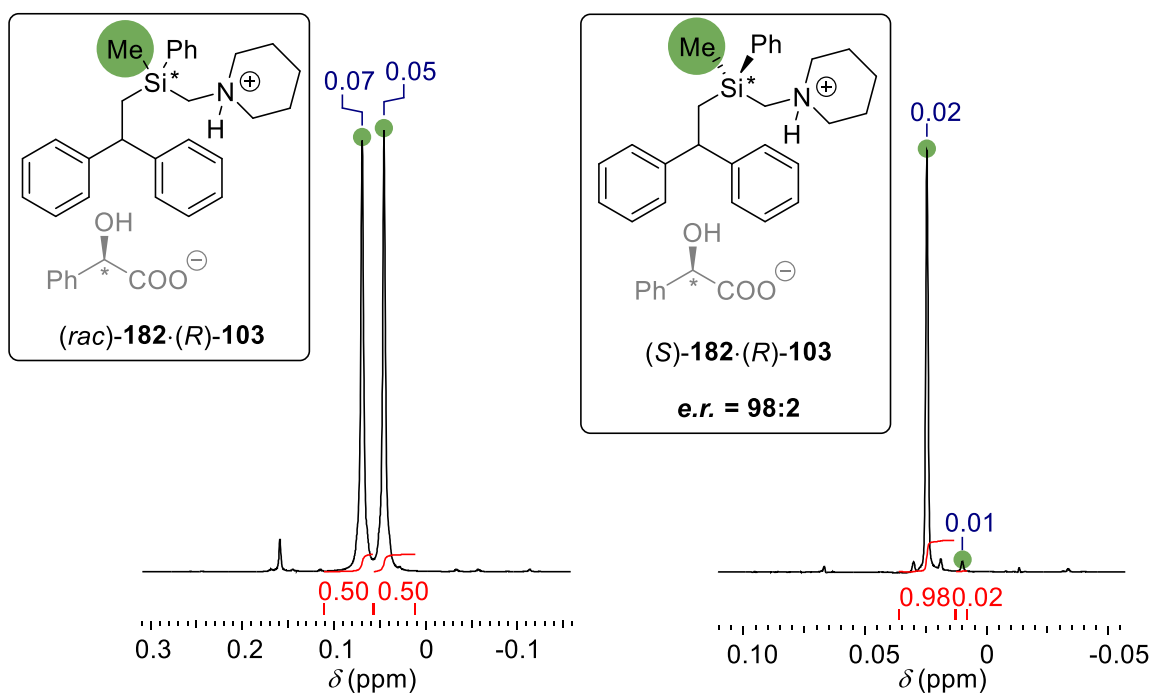 Me
Ph
Si
*
N
⊕
H
OH
Ph
*
COO
⊖
(rac)-182·(R)-103
0.07
0.05
0.50
0.50
0.3
0.2
0.1
0
-0.1
δ (ppm)
Me
Ph
Si
*
N
⊕
H
OH
Ph
*
COO
⊖
(S)-182·(R)-103
e.r. = 98:2
0.02
0.01
0.98
0.02
0.10
0.05
0
-0.05
δ (ppm)